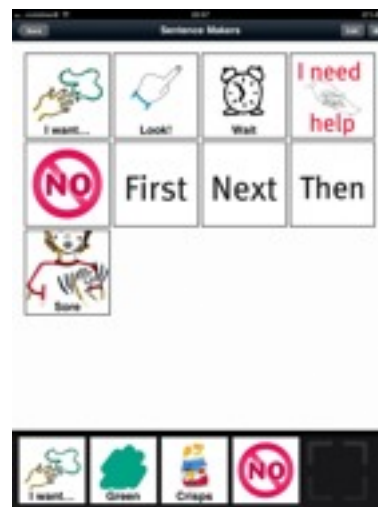 Sentence Makers
I want... Look! Wait I need help
NO First Next Then
Sore
I want... Green Crisps NO